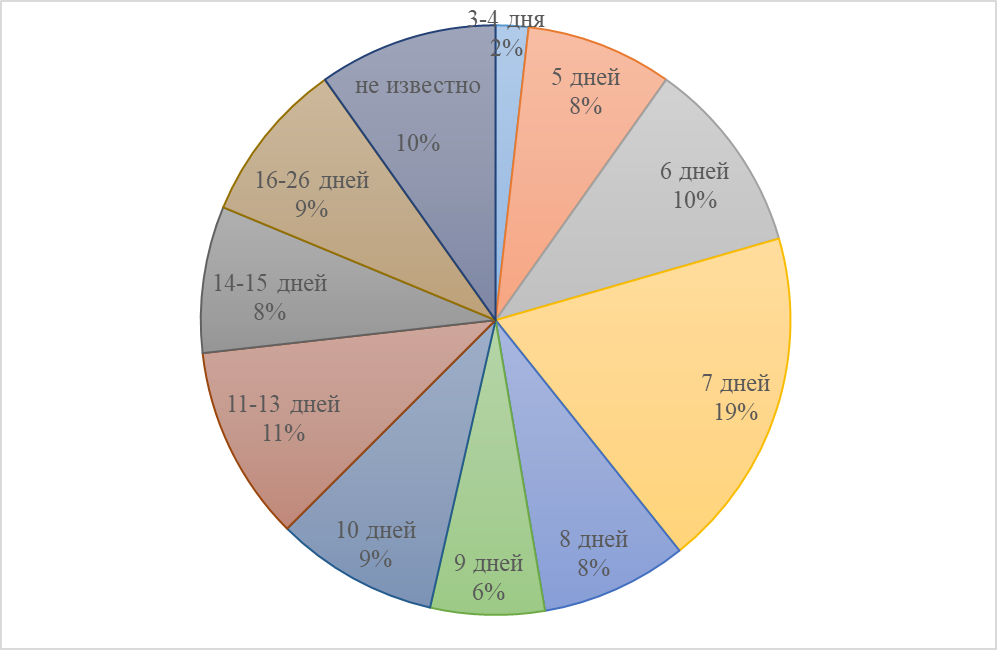 3-4 дня
2%
5 дней
8%
6 дней
10%
7 дней
19%
8 дней
8%
9 дней
6%
10 дней
9%
11-13 дней
11%
14-15 дней
8%
16-26 дней
9%
не известно
10%